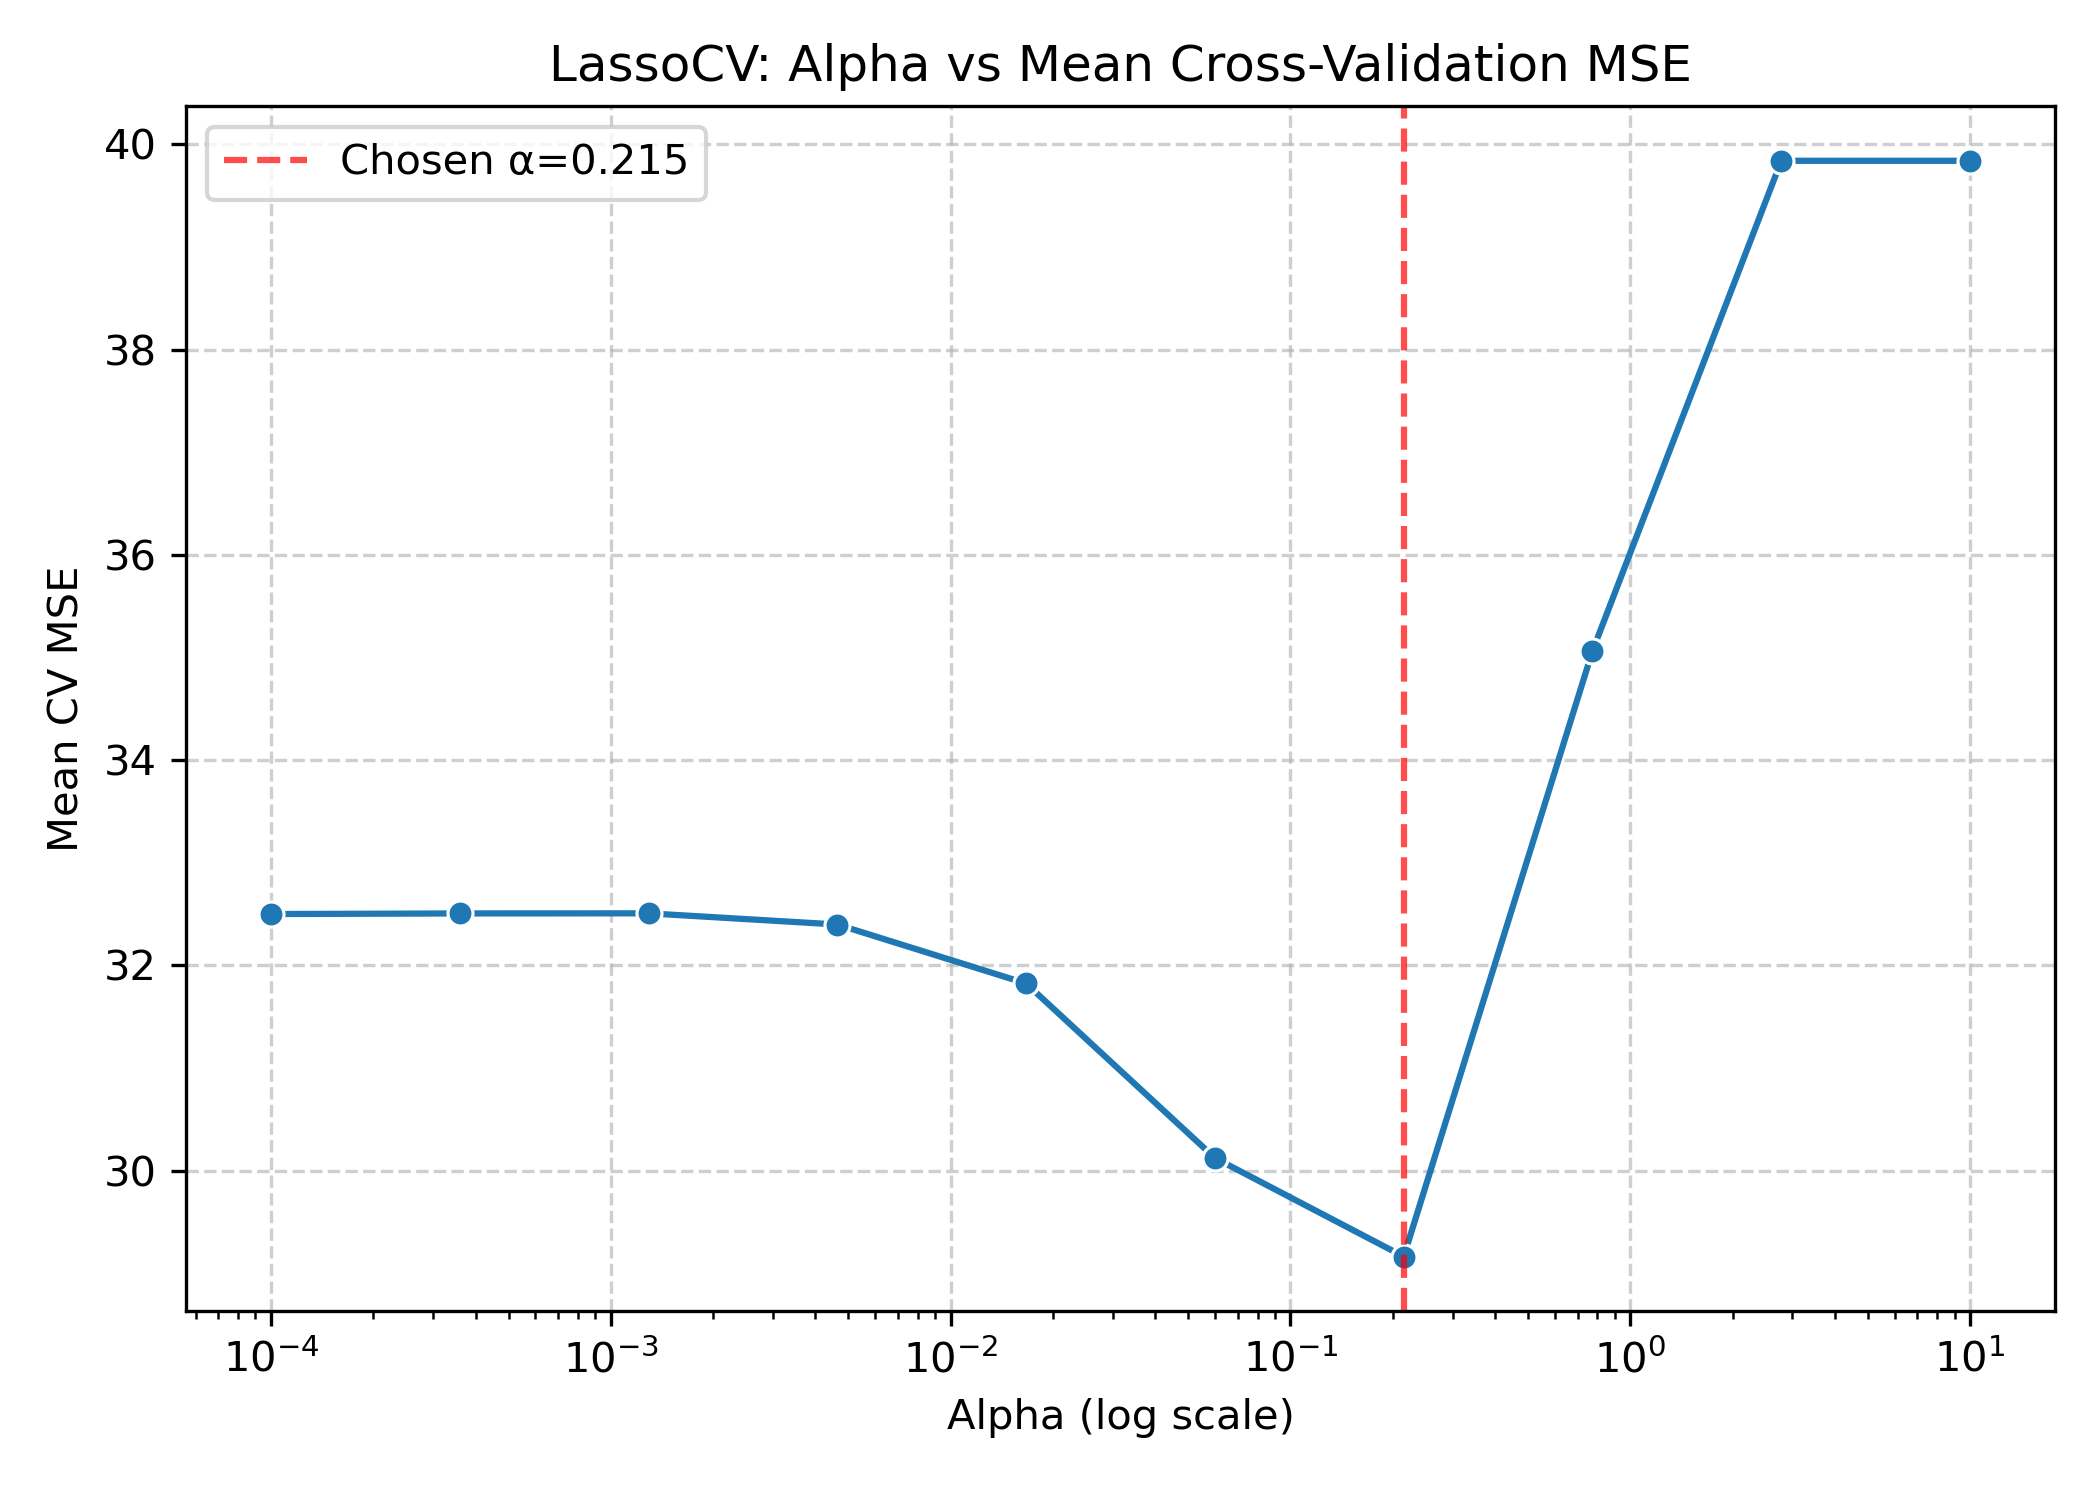 LassoCV: Alpha vs Mean Cross-Validation MSE
Chosen α=0.215
Mean CV MSE
40
38
36
34
32
30
10⁻⁴ 10⁻³ 10⁻² 10⁻¹ 10⁰ 10¹
Alpha (log scale)